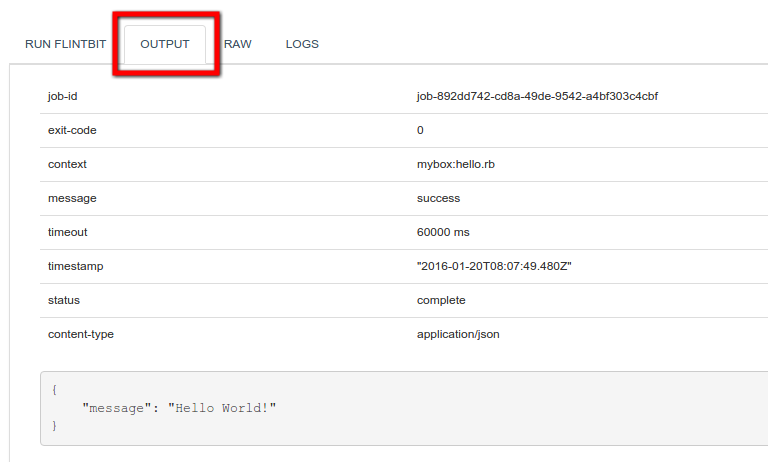 RUN FLINTBIT OUTPUT RAW LOGS
job-id job-892dd742-cd8a-49de-9542-a4bf303c4cbf
exit-code 0
context mybox:hello.rb
message success
timeout 60000 ms
timestamp "2016-01-20T08:07:49.480Z"
status complete
content-type application/json
{
"message": "Hello World!"
}